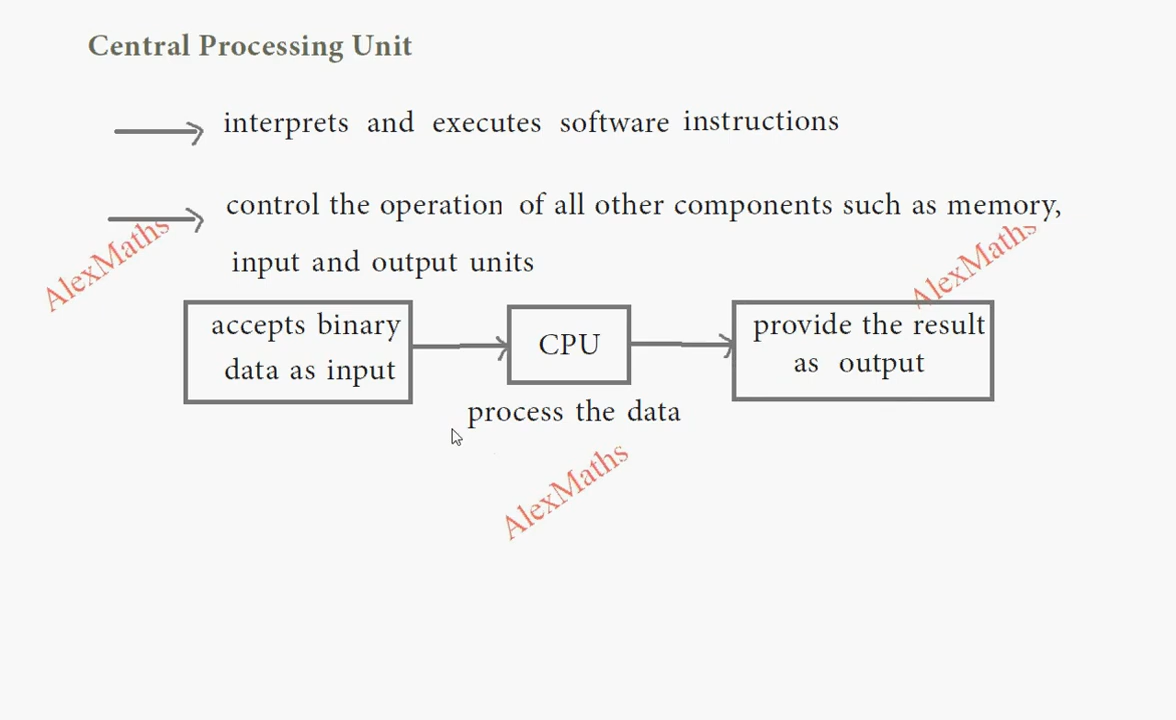 Central Processing Unit
interprets and executes software instructions
control the operation of all other components such as memory,
input and output units
AlexMaths
AlexMaths
accepts binary
data as input
CPU
provide the result
as output
process the data
AlexMaths